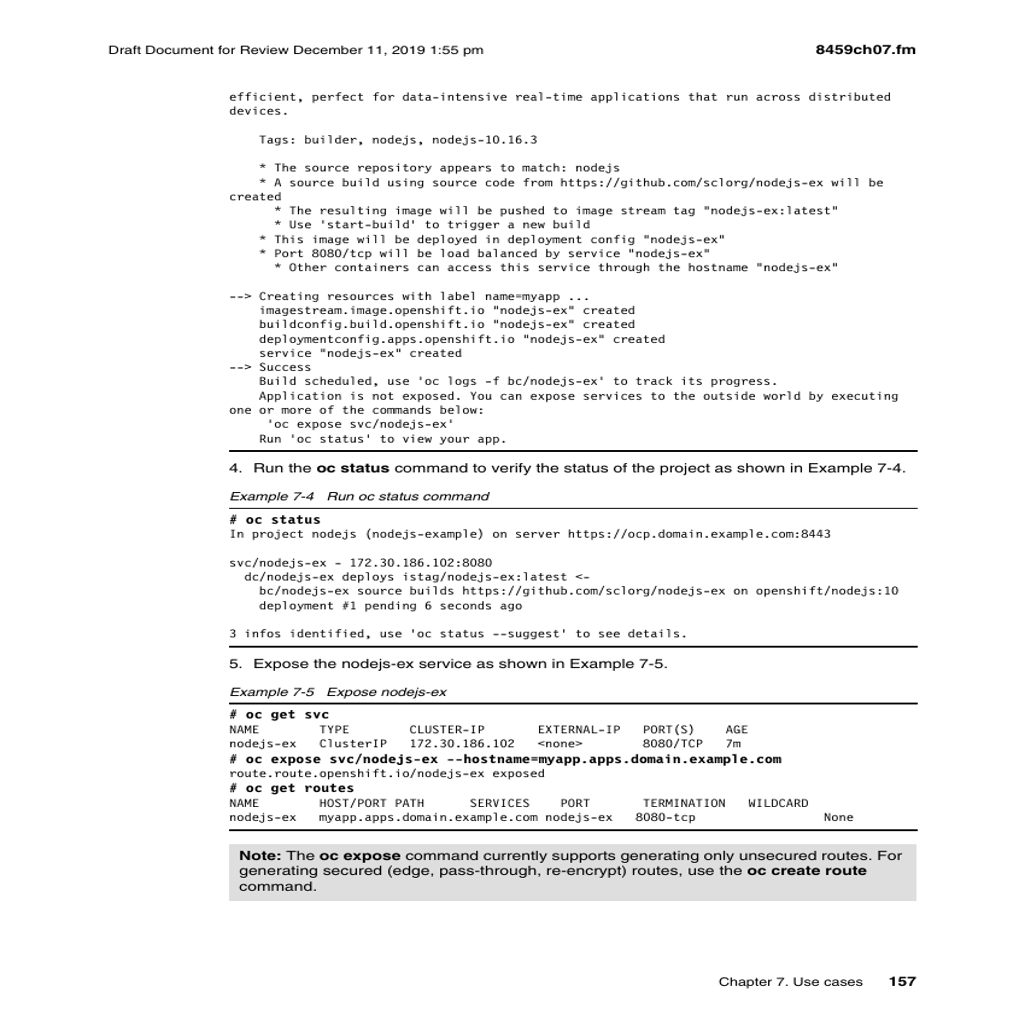 Draft Document for Review December 11, 2019 1:55 pm 8459ch07.fm
efficient, perfect for data-intensive real-time applications that run across distributed
devices.
Tags: builder, nodejs, nodejs-10.16.3
* The source repository appears to match: nodejs
* A source build using source code from https://github.com/sclorg/nodejs-ex will be
created
* The resulting image will be pushed to image stream tag "nodejs-ex:latest"
* Use 'start-build' to trigger a new build
* This image will be deployed in deployment config "nodejs-ex"
* Port 8080/tcp will be load balanced by service "nodejs-ex"
* Other containers can access this service through the hostname "nodejs-ex"
--> Creating resources with label name=myapp ...
imagestream.image.openshift.io "nodejs-ex" created
buildconfig.build.openshift.io "nodejs-ex" created
deploymentconfig.apps.openshift.io "nodejs-ex" created
service "nodejs-ex" created
--> Success
Build scheduled, use 'oc logs -f bc/nodejs-ex' to track its progress.
Application is not exposed. You can expose services to the outside world by executing
one or more of the commands below:
'oc expose svc/nodejs-ex'
Run 'oc status' to view your app.
4. Run the oc status command to verify the status of the project as shown in Example 7-4.
Example 7-4 Run oc status command
# oc status
In project nodejs (nodejs-example) on server https://ocp.domain.example.com:8443
svc/nodejs-ex - 172.30.186.102:8080
dc/nodejs-ex deploys istag/nodejs-ex:latest <-
bc/nodejs-ex source builds https://github.com/sclorg/nodejs-ex on openshift/nodejs:10
deployment #1 pending 6 seconds ago
3 infos identified, use 'oc status --suggest' to see details.
5. Expose the nodejs-ex service as shown in Example 7-5.
Example 7-5 Expose nodejs-ex
# oc get svc
NAME TYPE CLUSTER-IP EXTERNAL-IP PORT(S) AGE
nodejs-ex ClusterIP 172.30.186.102 <none> 8080/TCP 7m
# oc expose svc/nodejs-ex --hostname=myapp.apps.domain.example.com
route.route.openshift.io/nodejs-ex exposed
# oc get routes
NAME HOST/PORT PATH SERVICES PORT TERMINATION WILDCARD
nodejs-ex myapp.apps.domain.example.com nodejs-ex 8080-tcp None
Note: The oc expose command currently supports generating only unsecured routes. For
generating secured (edge, pass-through, re-encrypt) routes, use the oc create route
command.
Chapter 7. Use cases 157